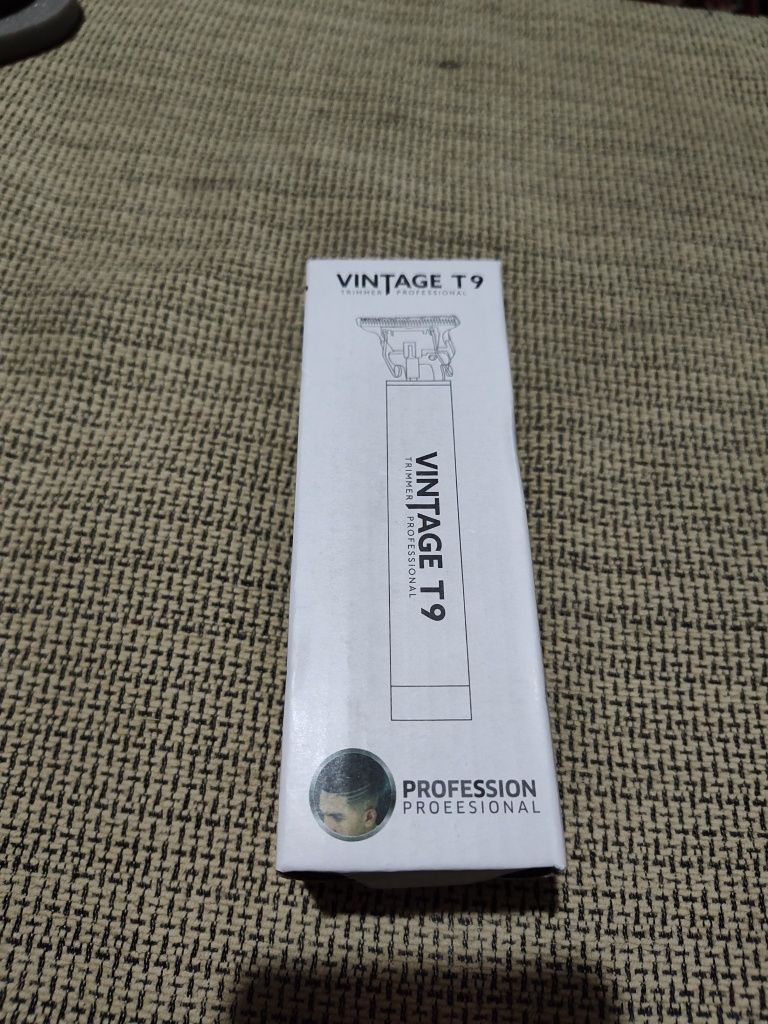 VINTAGE T9
TRIMMER PROFESSIONAL
VINTAGE T9
TRIMMER PROFESSIONAL
PROFESSION
PROEESIONAL